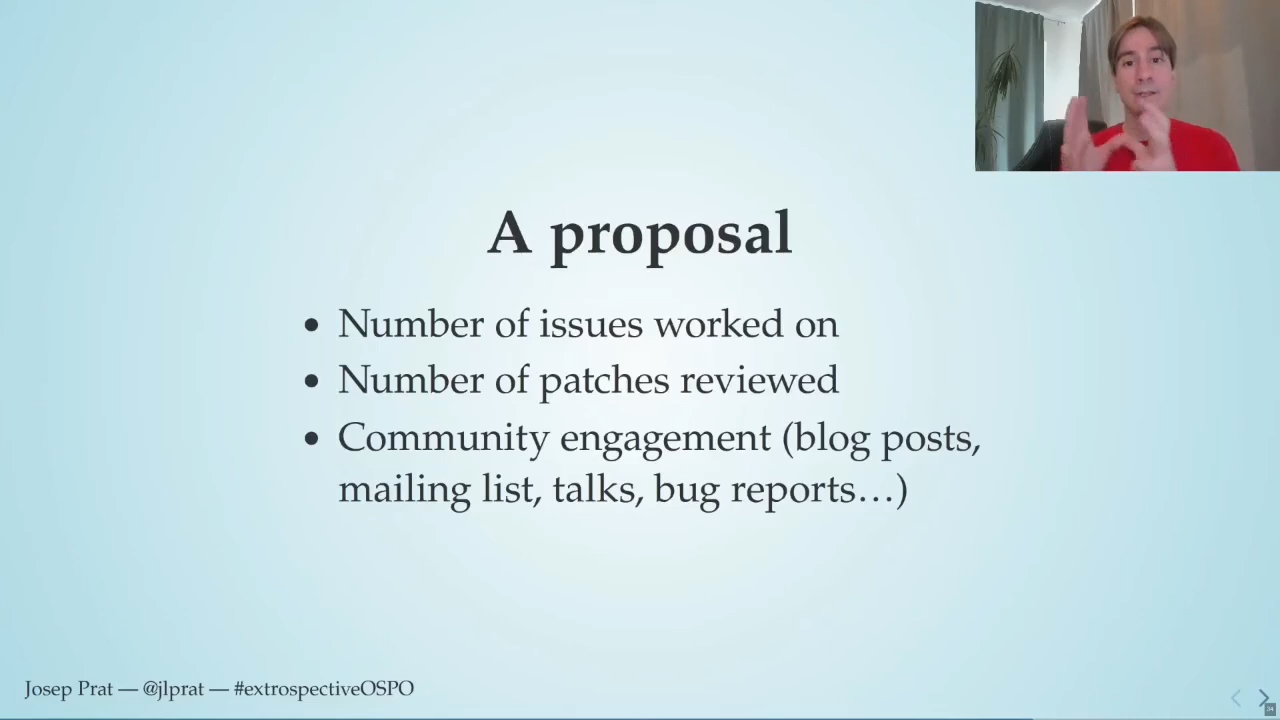 A proposal
• Number of issues worked on
• Number of patches reviewed
• Community engagement (blog posts,
mailing list, talks, bug reports…)
Josep Prat — @jlprat — #extrospectiveOSPO
34